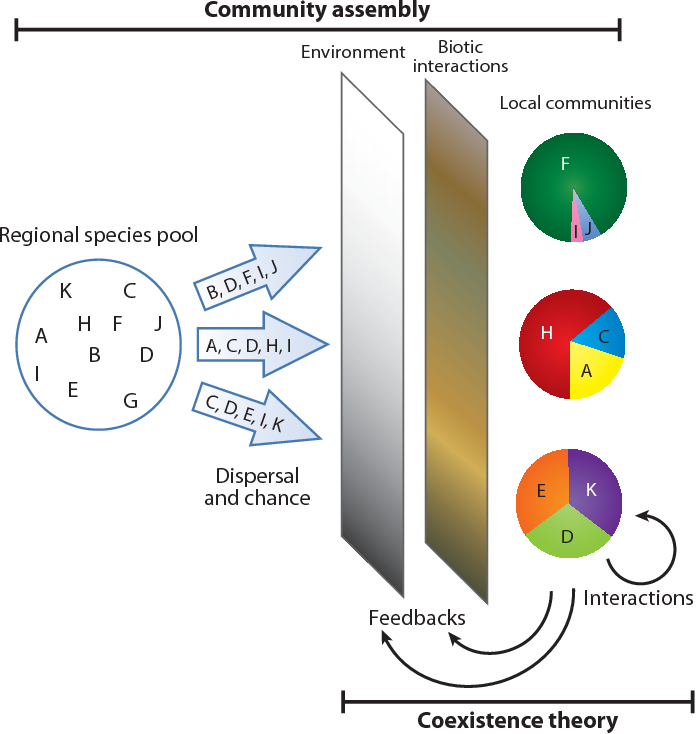 Community assembly
Environment
Biotic
interactions
Local communities
F
I
J
Regional species pool
K
C
H
F
J
A
B
D
I
E
G
B, D, F, I, J
A, C, D, H, I
C, D, E, I, K
Dispersal
and chance
H
C
A
E
K
D
Interactions
Feedbacks
Coexistence theory